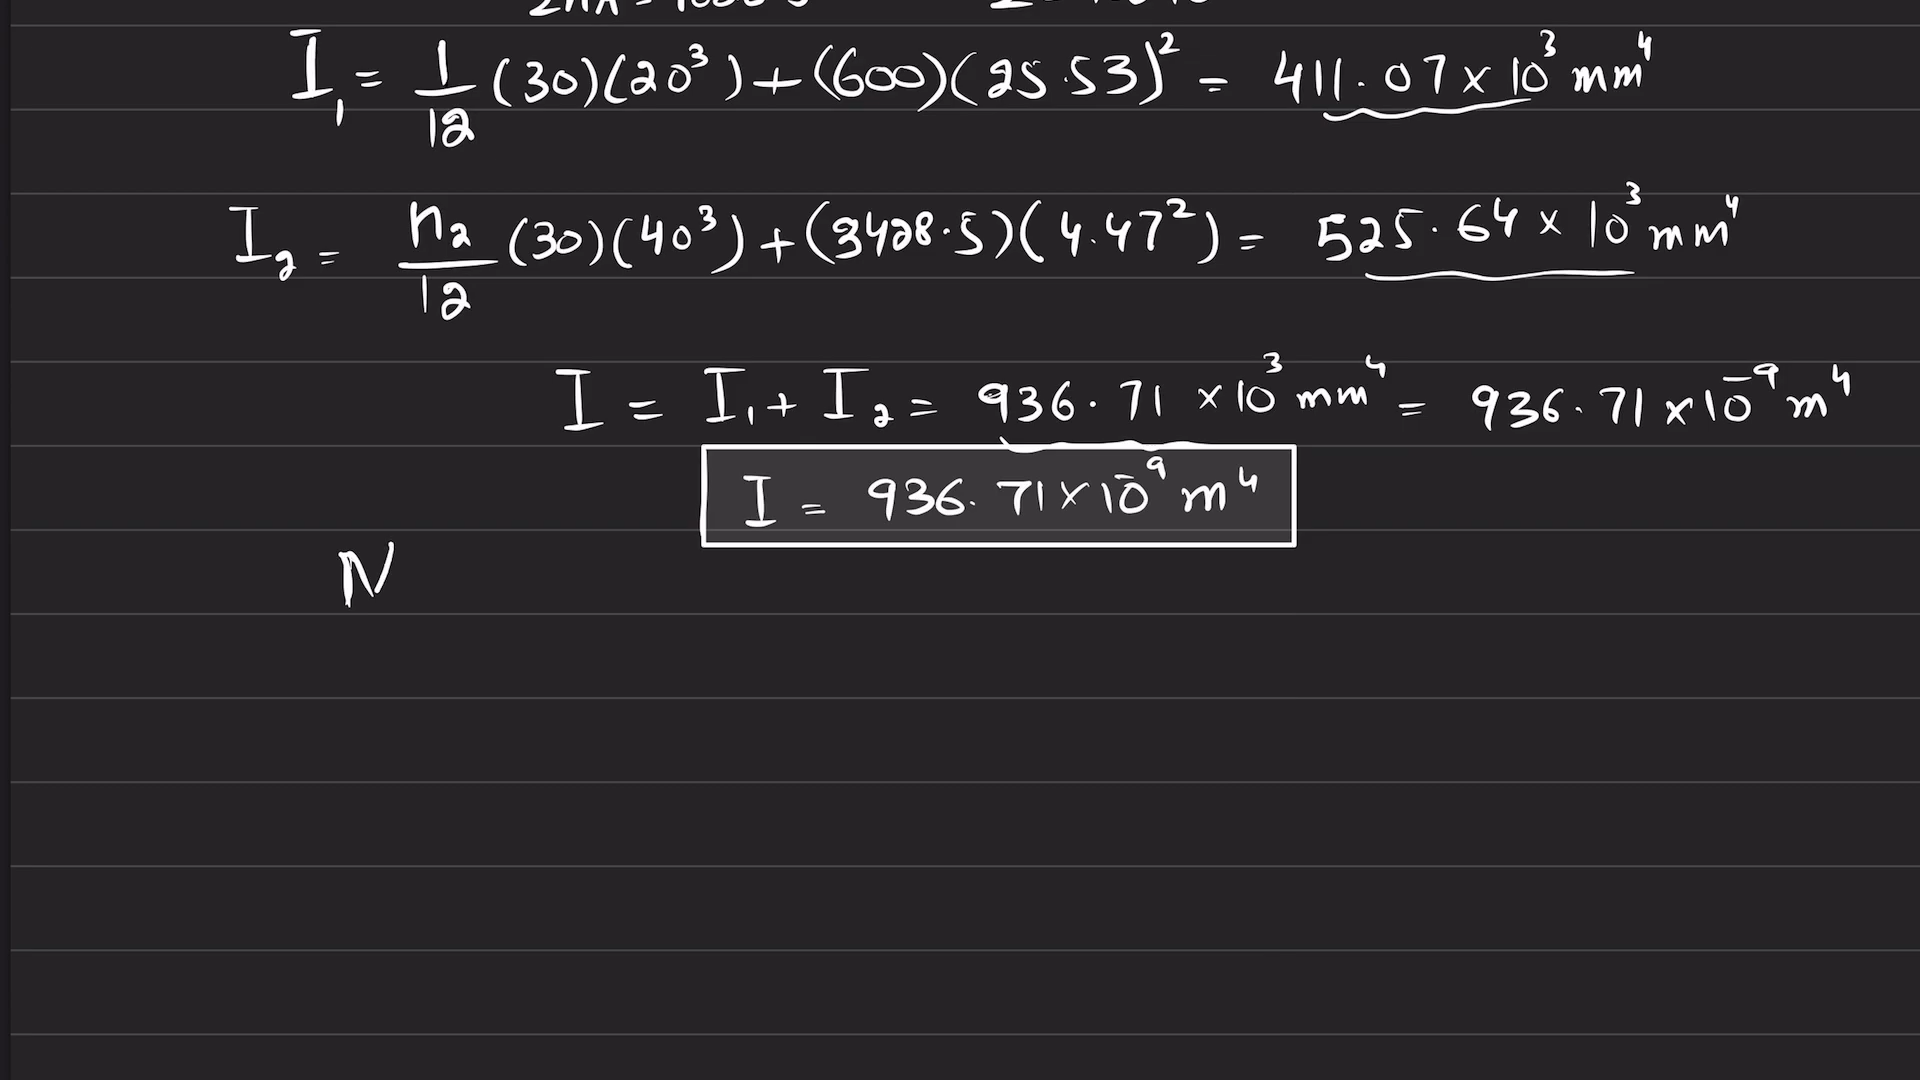 I₁ = 1/12 (30)(20³) + (600)(25.53)² = 411.07 × 10³ mm⁴
I₂ = n₂/12 (30)(40³) + (3428.5)(4.47²) = 525.64 × 10³ mm⁴
I = I₁ + I₂ = 936.71 × 10³ mm⁴ = 936.71 × 10⁻⁹ m⁴
I = 936.71 × 10⁻⁹ m⁴
N